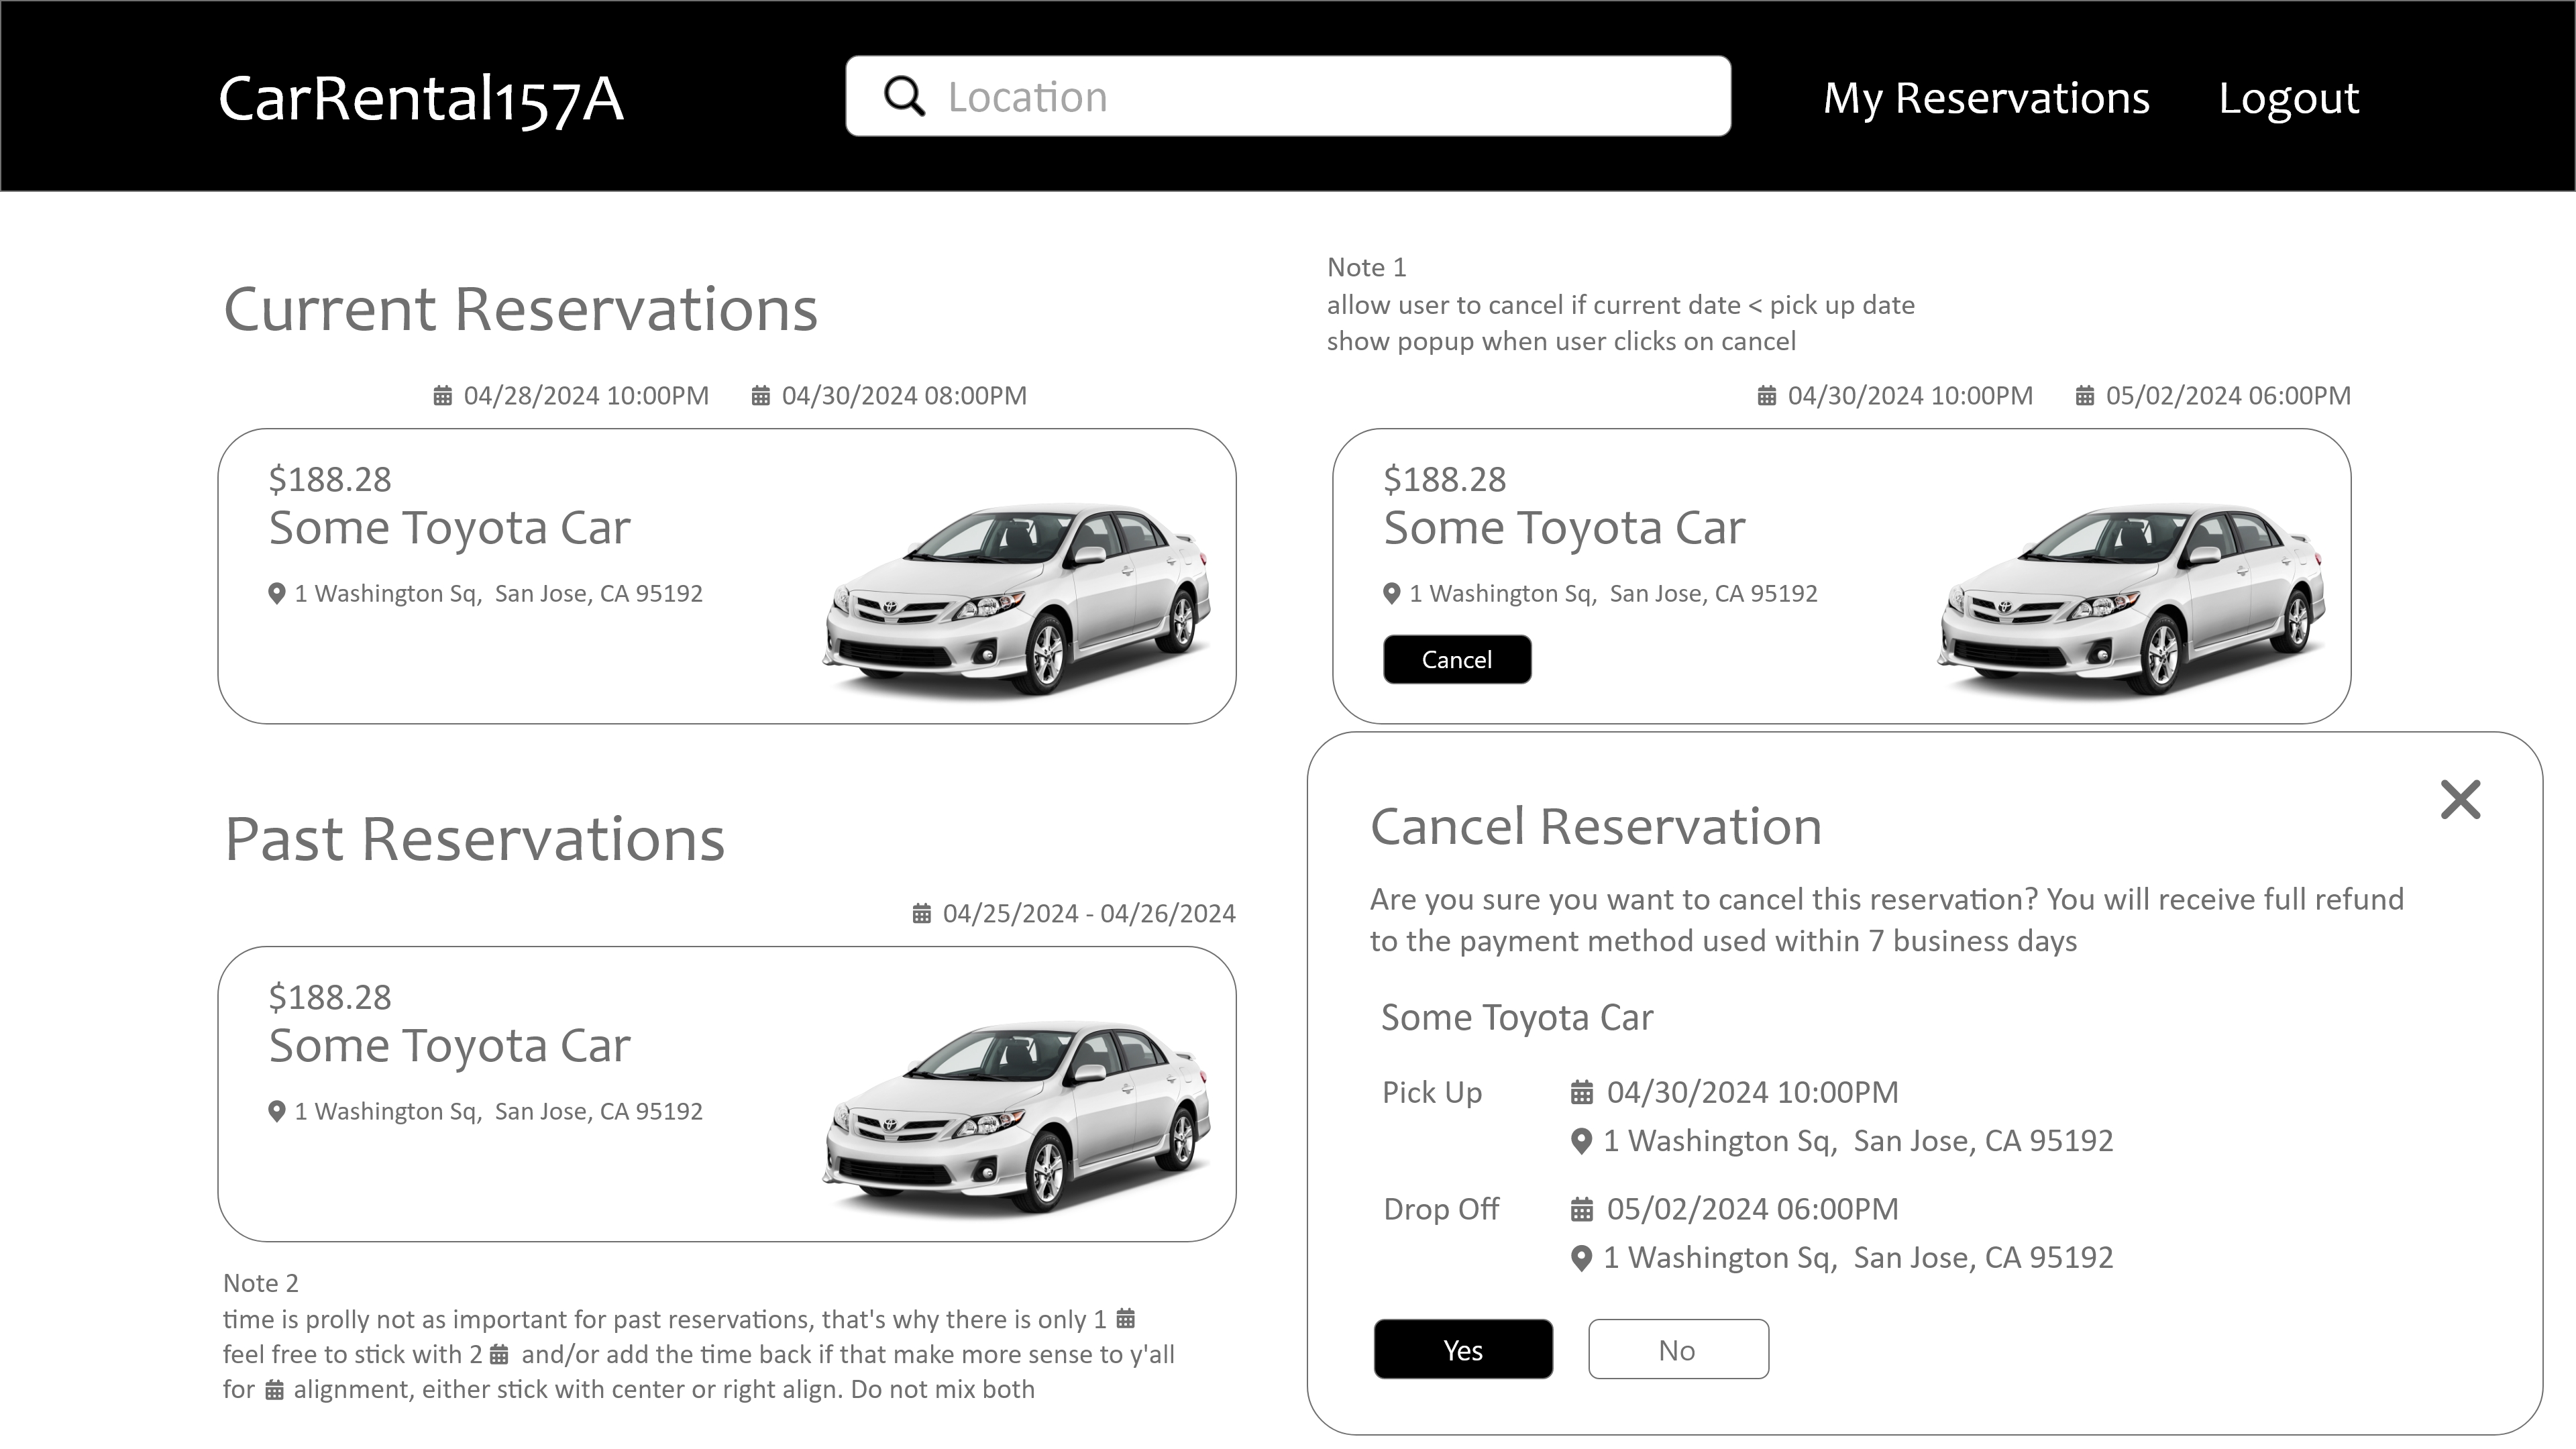 CarRental157A
Location
My Reservations
Logout
Current Reservations
04/28/2024 10:00PM 04/30/2024 08:00PM
$188.28
Some Toyota Car
1 Washington Sq,  San Jose, CA 95192
Note 1
allow user to cancel if current date < pick up date
show popup when user clicks on cancel
04/30/2024 10:00PM 05/02/2024 06:00PM
$188.28
Some Toyota Car
1 Washington Sq,  San Jose, CA 95192
Cancel
Past Reservations
04/25/2024 - 04/26/2024
$188.28
Some Toyota Car
1 Washington Sq,  San Jose, CA 95192
Note 2
time is prolly not as important for past reservations, that's why there is only 1
feel free to stick with 2 and/or add the time back if that make more sense to y'all
for alignment, either stick with center or right align. Do not mix both
Cancel Reservation
Are you sure you want to cancel this reservation? You will receive full refund
to the payment method used within 7 business days
Some Toyota Car
Pick Up 04/30/2024 10:00PM
1 Washington Sq,  San Jose, CA 95192
Drop Off 05/02/2024 06:00PM
1 Washington Sq,  San Jose, CA 95192
Yes
No